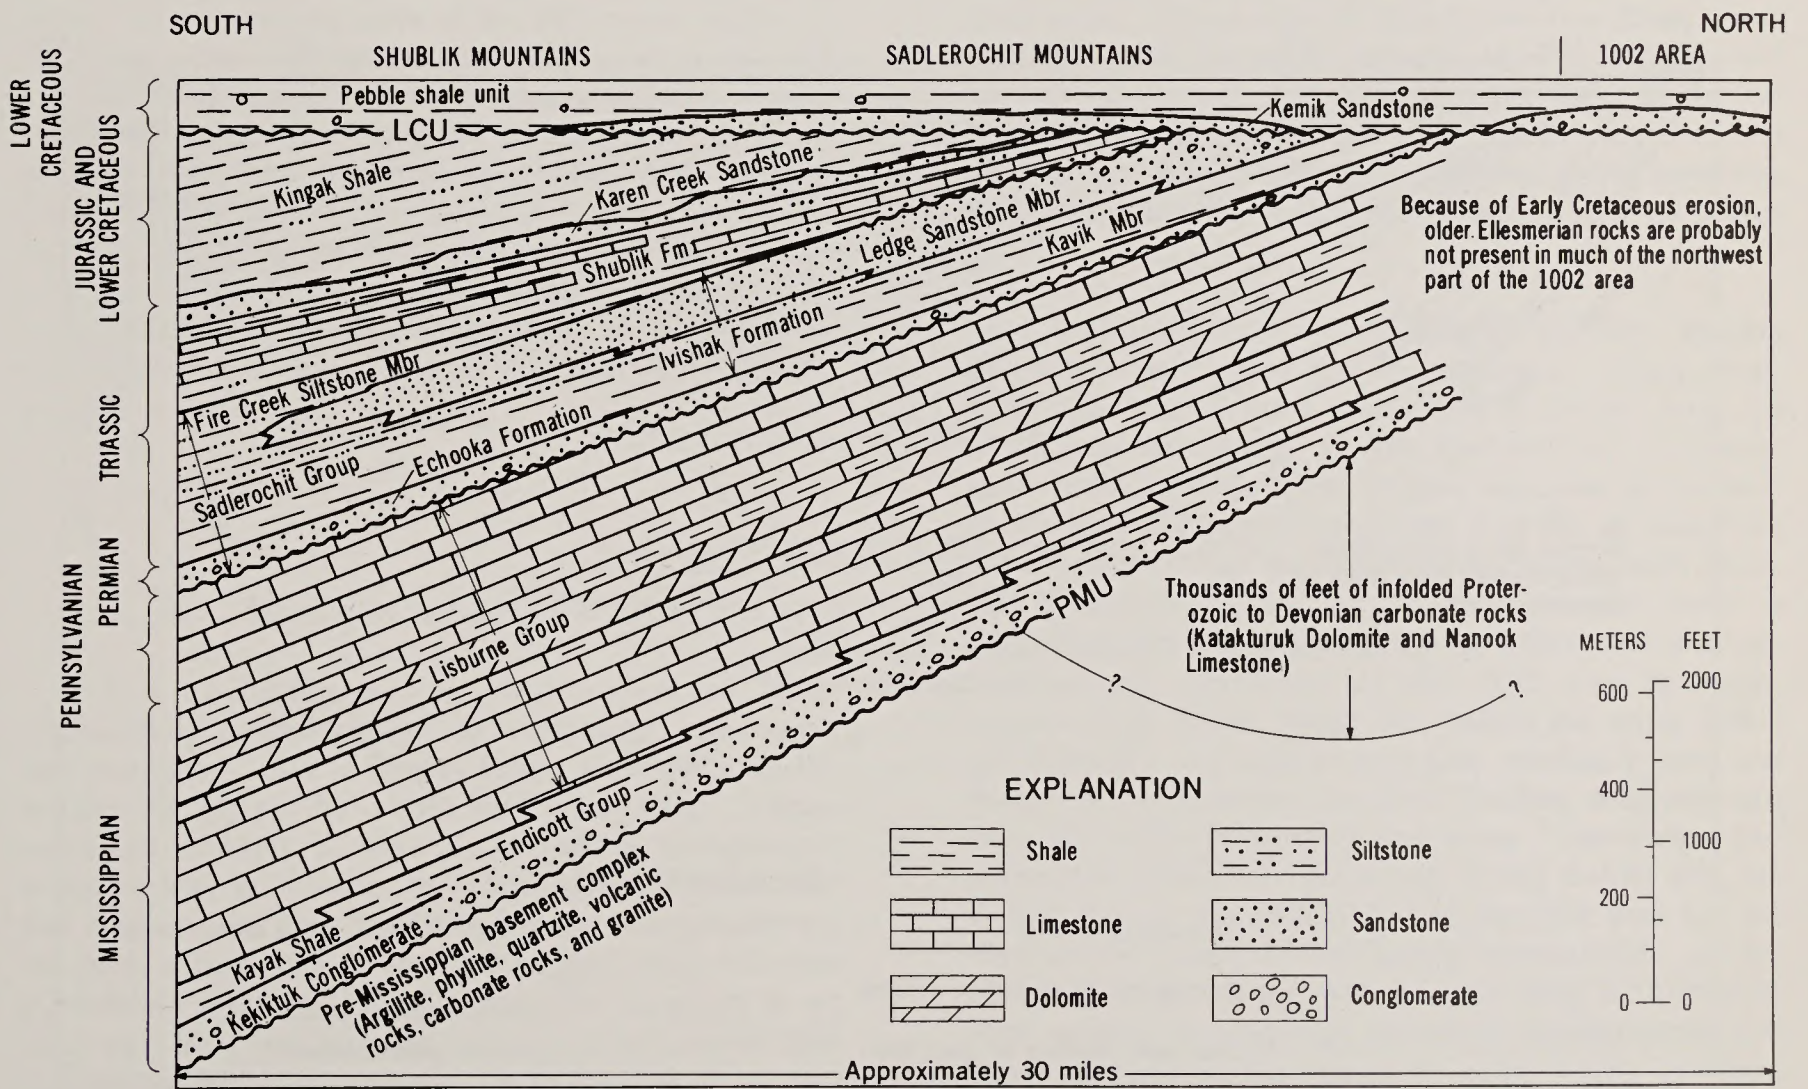 SOUTH
NORTH
SHUBLIK MOUNTAINS
SADLEROCHIT MOUNTAINS
1002 AREA
LOWER
CRETACEOUS
JURASSIC AND
LOWER CRETACEOUS
TRIASSIC
PERMIAN
PENNSYLVANIAN
MISSISSIPPIAN
Pebble shale unit
Kemik Sandstone
LCU
Kingak Shale
Karen Creek Sandstone
Shublik Fm
Ledge Sandstone Mbr
Kavik Mbr
Fire Creek Siltstone Mbr
Ivishak Formation
Sadlerochit Group
Echooka Formation
Lisburne Group
Endicott Group
Kayak Shale
Kekiktuk Conglomerate
PMU
Pre-Mississippian basement complex
(Argillite, phyllite, quartzite, volcanic
rocks, carbonate rocks, and granite)
Because of Early Cretaceous erosion,
older. Ellesmerian rocks are probably
not present in much of the northwest
part of the 1002 area
Thousands of feet of infolded Proter-
ozoic to Devonian carbonate rocks
(Katakturuk Dolomite and Nanook
Limestone)
?
?
METERS FEET
600 2000
400
1000
200
0 0
EXPLANATION
Shale
Siltstone
Limestone
Sandstone
Dolomite
Conglomerate
Approximately 30 miles